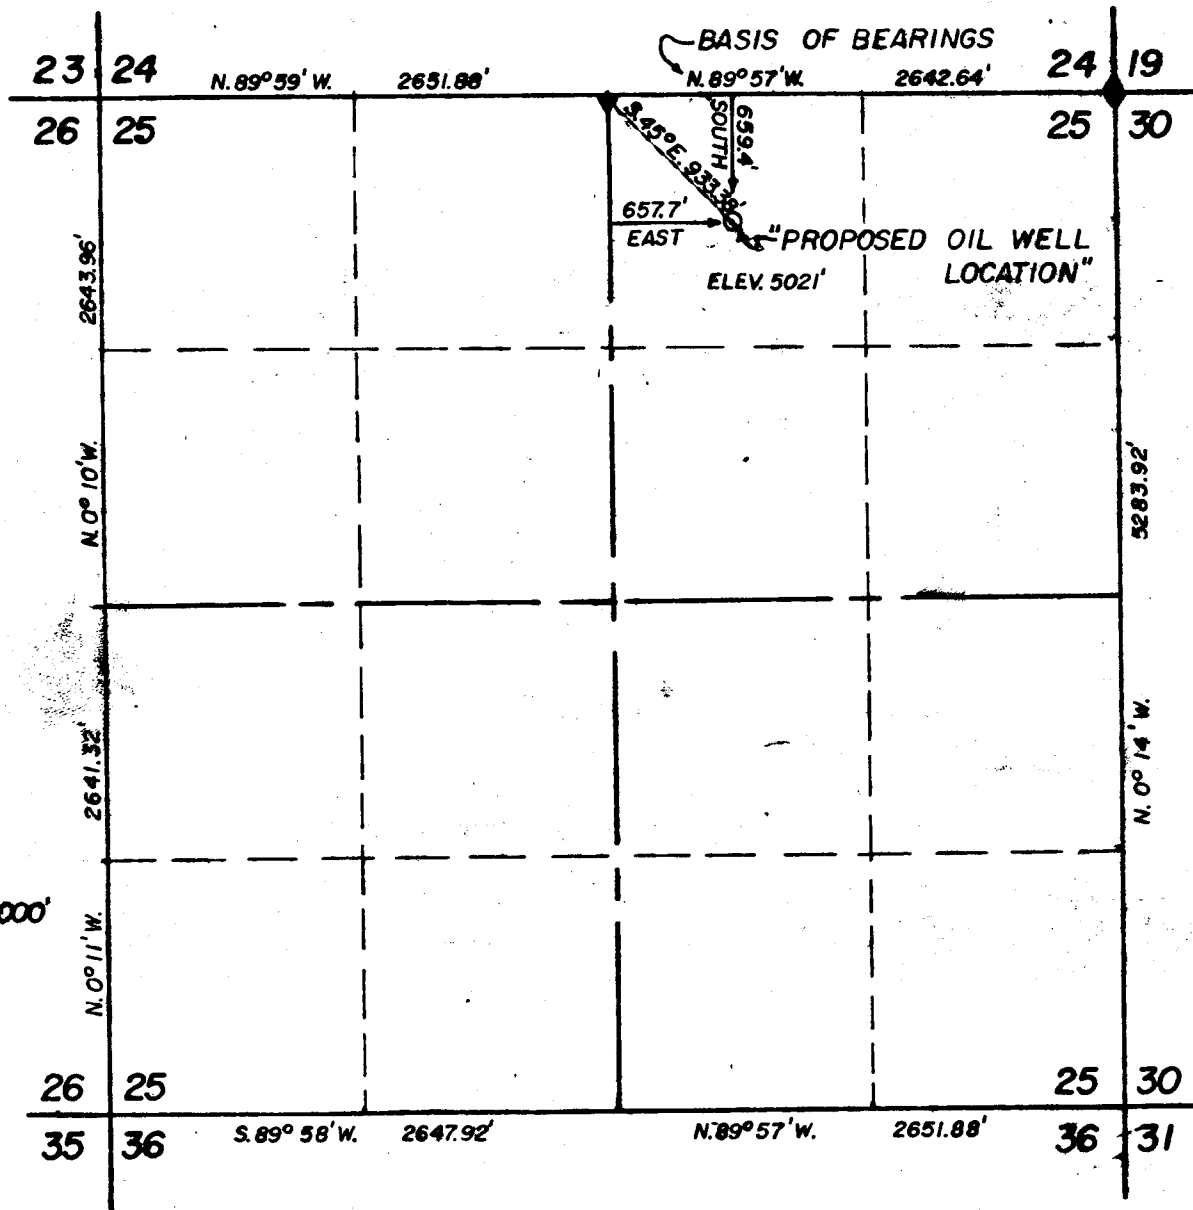 BASIS OF BEARINGS
23 24
N. 89° 59' W. 2651.88'
N. 89° 57' W. 2642.64'
24 19
26 25
25 30
S. 45° E. 933.38'
SOUTH
659.4'
657.7'
EAST
"PROPOSED OIL WELL
LOCATION"
ELEV. 5021'
2643.96'
N. 0° 10' W.
5283.92'
2641.32'
N. 0° 14' W.
000'
N. 0° 11' W.
26 25
25 30
S. 89° 58' W. 2647.92'
N. 89° 57' W. 2651.88'
35 36
36 31